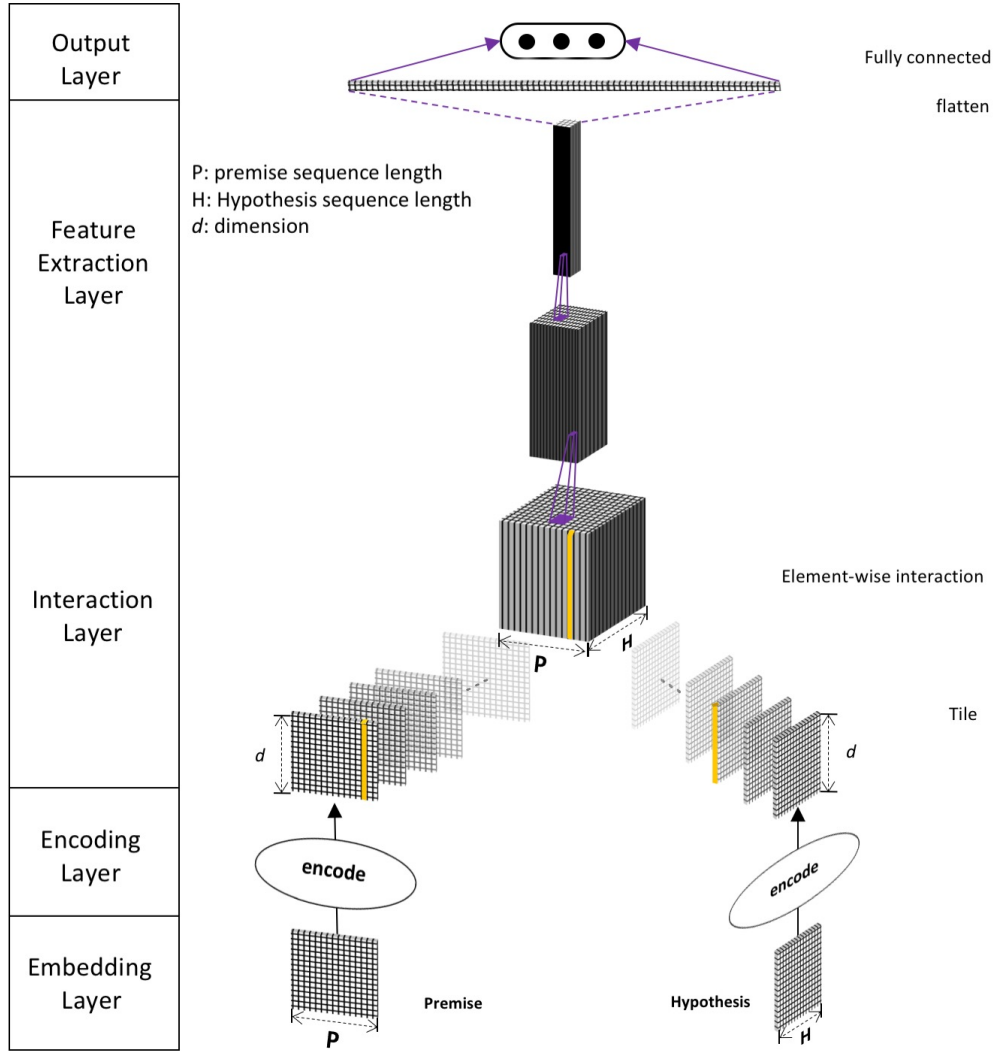 Output
Layer
Fully connected
flatten
P: premise sequence length
H: Hypothesis sequence length
d: dimension
Feature
Extraction
Layer
Element-wise interaction
Interaction
Layer
P
H
Tile
d
d
Encoding
Layer
encode
encode
Embedding
Layer
Premise
Hypothesis
P
H